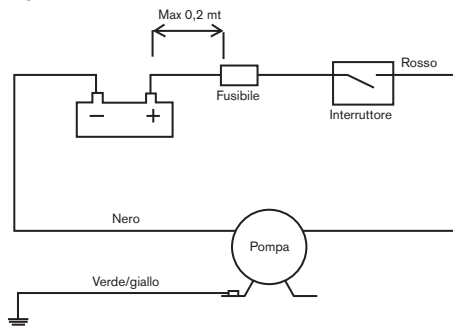 Max 0,2 mt
Rosso
Fusibile
Interruttore
− +
Nero
Pompa
Verde/giallo